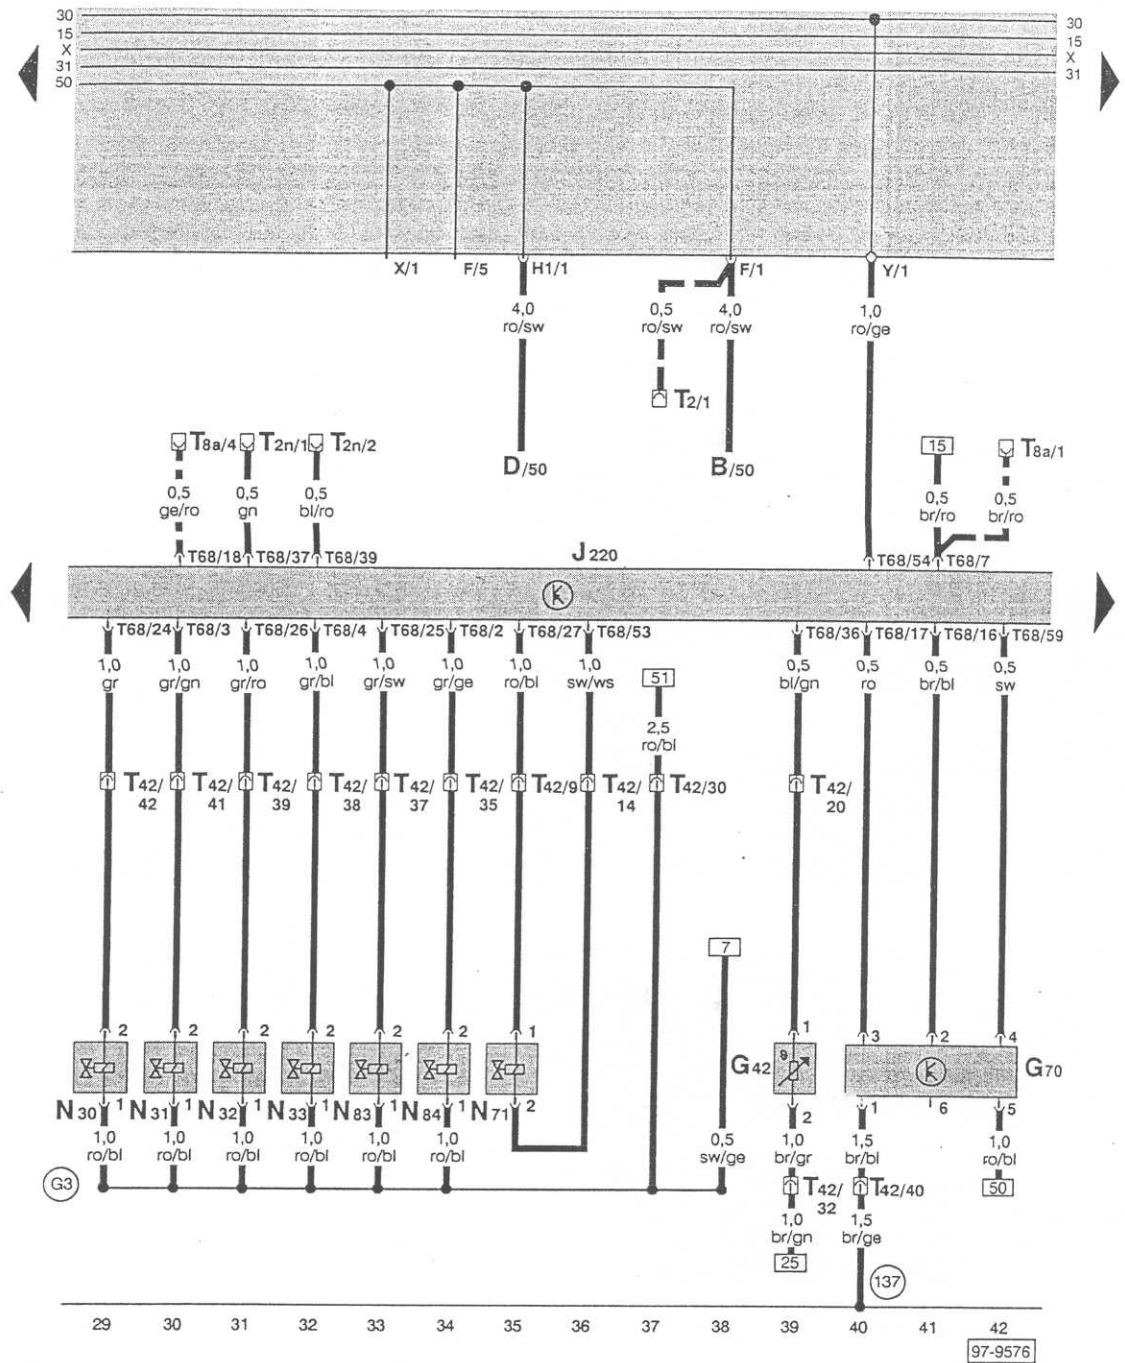 30 30
15 15
X X
31 31
50
X/1 F/5 H1/1 F/1 Y/1
4,0 0,5 4,0 1,0
ro/sw ro/sw ro/sw ro/ge
T2/1
T8a/4 T2n/1 T2n/2 15 T8a/1
D/50 B/50
0,5 0,5 0,5 0,5 0,5
ge/ro gn bl/ro br/ro br/ro
T68/18 T68/37 T68/39 J220 T68/54 T68/7
T68/24 T68/3 T68/26 T68/4 T68/25 T68/2 T68/27 T68/53 T68/36 T68/17 T68/16 T68/59
1,0 1,0 1,0 1,0 1,0 1,0 1,0 1,0 0,5 0,5 0,5 0,5
gr gr/gn gr/ro gr/bl gr/sw gr/ge ro/bl sw/ws 51 bl/gn ro br/bl sw
2,5
ro/bl
T42/ T42/ T42/ T42/ T42/ T42/ T42/9 T42/ T42/30 T42/
42 41 39 38 37 35 14 20
7
2 2 2 2 2 2 1 1 3 2 4
9
G42 G70
N30 1 N31 1 N32 1 N33 1 N83 1 N84 1 N71 2 2 1 6 5
1,0 1,0 1,0 1,0 1,0 1,0 0,5 1,0 1,5 1,0
ro/bl ro/bl ro/bl ro/bl ro/bl ro/bl sw/ge br/gr br/bl ro/bl
G3 T42/ T42/40 50
32
1,0 1,5
br/gn br/ge
25
137
29 30 31 32 33 34 35 36 37 38 39 40 41 42
97-9576